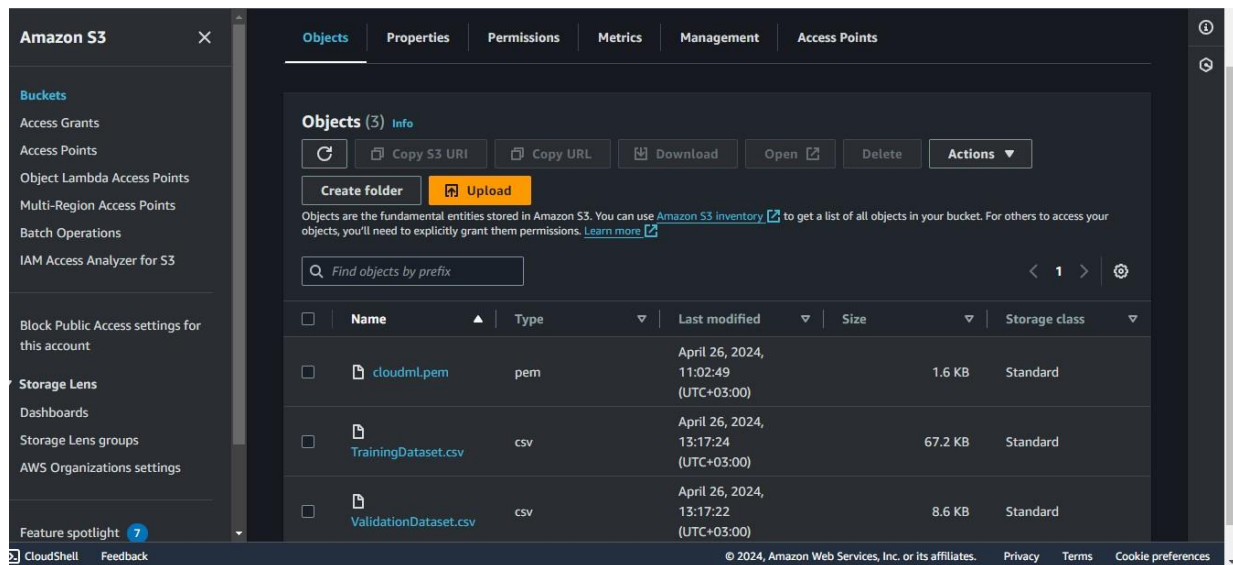 Amazon S3
Buckets
Access Grants
Access Points
Object Lambda Access Points
Multi-Region Access Points
Batch Operations
IAM Access Analyzer for S3
Block Public Access settings for
this account
Storage Lens
Dashboards
Storage Lens groups
AWS Organizations settings
Feature spotlight 7
Objects Properties Permissions Metrics Management Access Points
Objects (3) Info
Copy S3 URI Copy URL Download Open Delete Actions
Create folder Upload
Objects are the fundamental entities stored in Amazon S3. You can use Amazon S3 inventory to get a list of all objects in your bucket. For others to access your
objects, you'll need to explicitly grant them permissions. Learn more
Find objects by prefix 1
Name Type Last modified Size Storage class
April 26, 2024,
cloudml.pem pem 11:02:49 1.6 KB Standard
(UTC+03:00)
April 26, 2024,
TrainingDataset.csv csv 13:17:24 67.2 KB Standard
(UTC+03:00)
April 26, 2024,
ValidationDataset.csv csv 13:17:22 8.6 KB Standard
(UTC+03:00)
CloudShell Feedback © 2024, Amazon Web Services, Inc. or its affiliates. Privacy Terms Cookie preferences